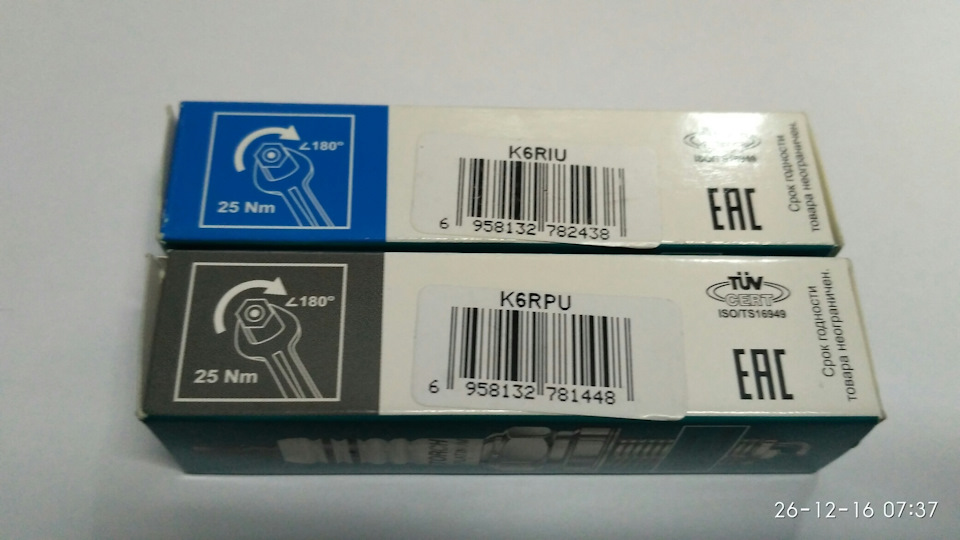 ∠180°
25 Nm
K6RIU
6 958132 782438
EAC
Срок годности
товара неограничен.
∠180°
25 Nm
K6RPU
6 958132 781448
TÜV
CERT
ISO/TS16949
EAC
Срок годности
товара неограничен.
TORCH
26-12-16 07:37